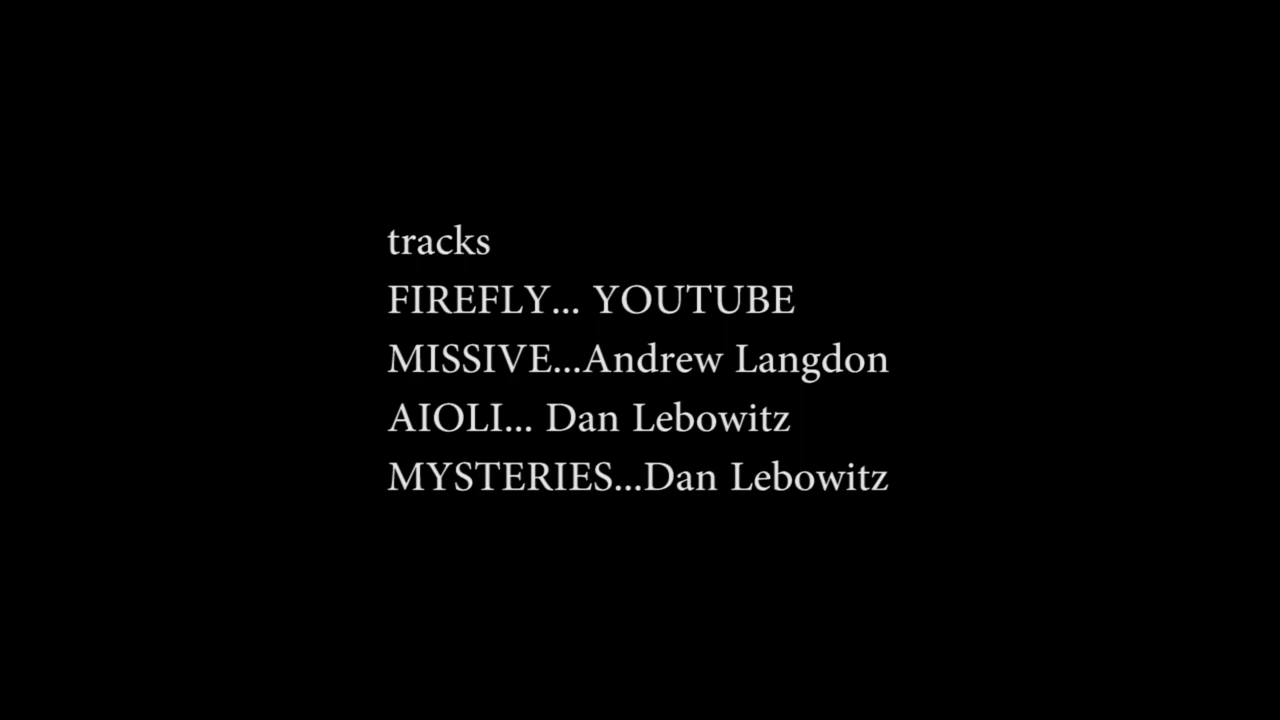 tracks
FIREFLY... YOUTUBE
MISSIVE...Andrew Langdon
AIOLI... Dan Lebowitz
MYSTERIES...Dan Lebowitz